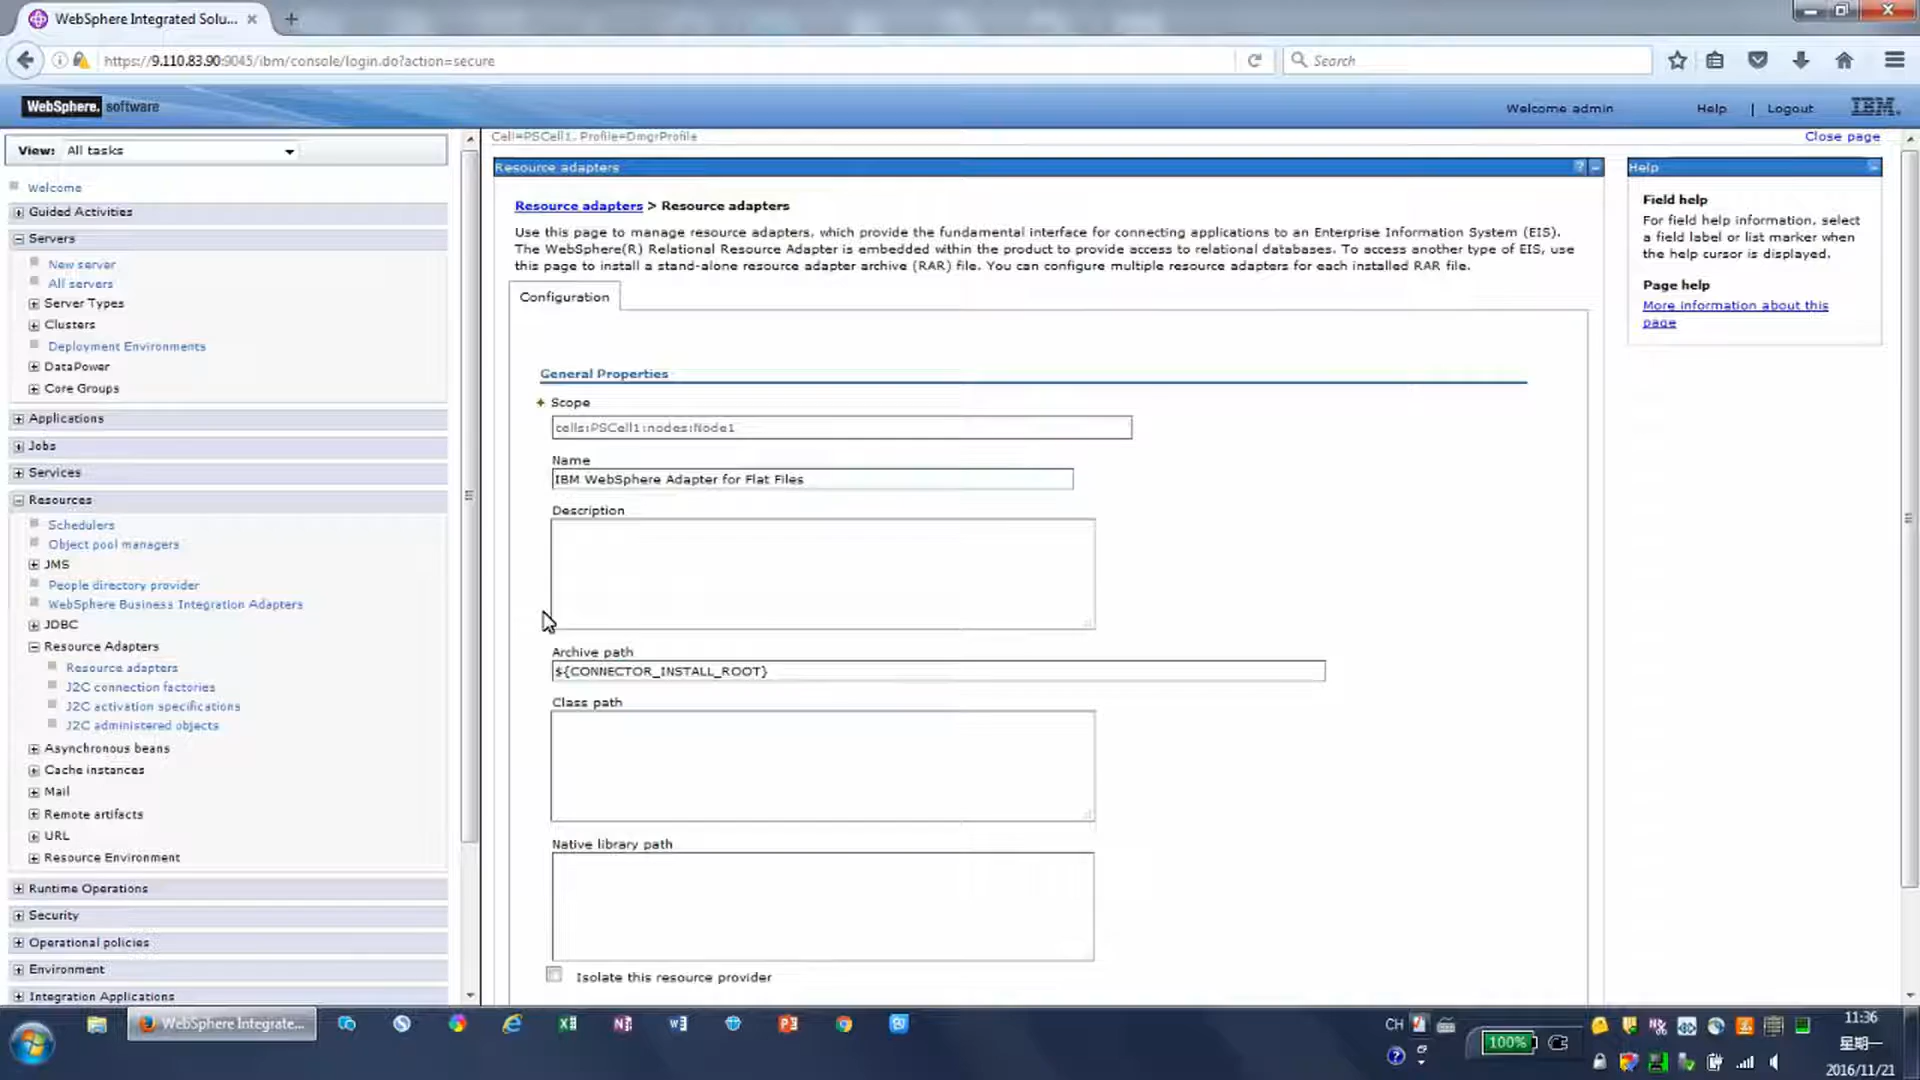 WebSphere Integrated Solu...
https://9.110.83.90:9045/ibm/console/login.do?action=secure
Search
WebSphere. software
Welcome admin
Help | Logout
IBM.
View: All tasks
Welcome
Guided Activities
Servers
New server
All servers
Server Types
Clusters
Deployment Environments
DataPower
Core Groups
Applications
Jobs
Services
Resources
Schedulers
Object pool managers
JMS
People directory provider
WebSphere Business Integration Adapters
JDBC
Resource Adapters
Resource adapters
J2C connection factories
J2C activation specifications
J2C administered objects
Asynchronous beans
Cache instances
Mail
Remote artifacts
URL
Resource Environment
Runtime Operations
Security
Operational policies
Environment
Integration Applications
Cell=PSCell1, Profile=DmgrProfile
Close page
Resource adapters
Resource adapters > Resource adapters
Use this page to manage resource adapters, which provide the fundamental interface for connecting applications to an Enterprise Information System (EIS).
The WebSphere(R) Relational Resource Adapter is embedded within the product to provide access to relational databases. To access another type of EIS, use
this page to install a stand-alone resource adapter archive (RAR) file. You can configure multiple resource adapters for each installed RAR file.
Configuration
General Properties
Scope
cells:PSCell1:nodes:Node1
Name
IBM WebSphere Adapter for Flat Files
Description
Archive path
${CONNECTOR_INSTALL_ROOT}
Class path
Native library path
Isolate this resource provider
Help
Field help
For field help information, select
a field label or list marker when
the help cursor is displayed.
Page help
More information about this
page
WebSphere Integrate...
CH
100%
11:36
星期一
2016/11/21